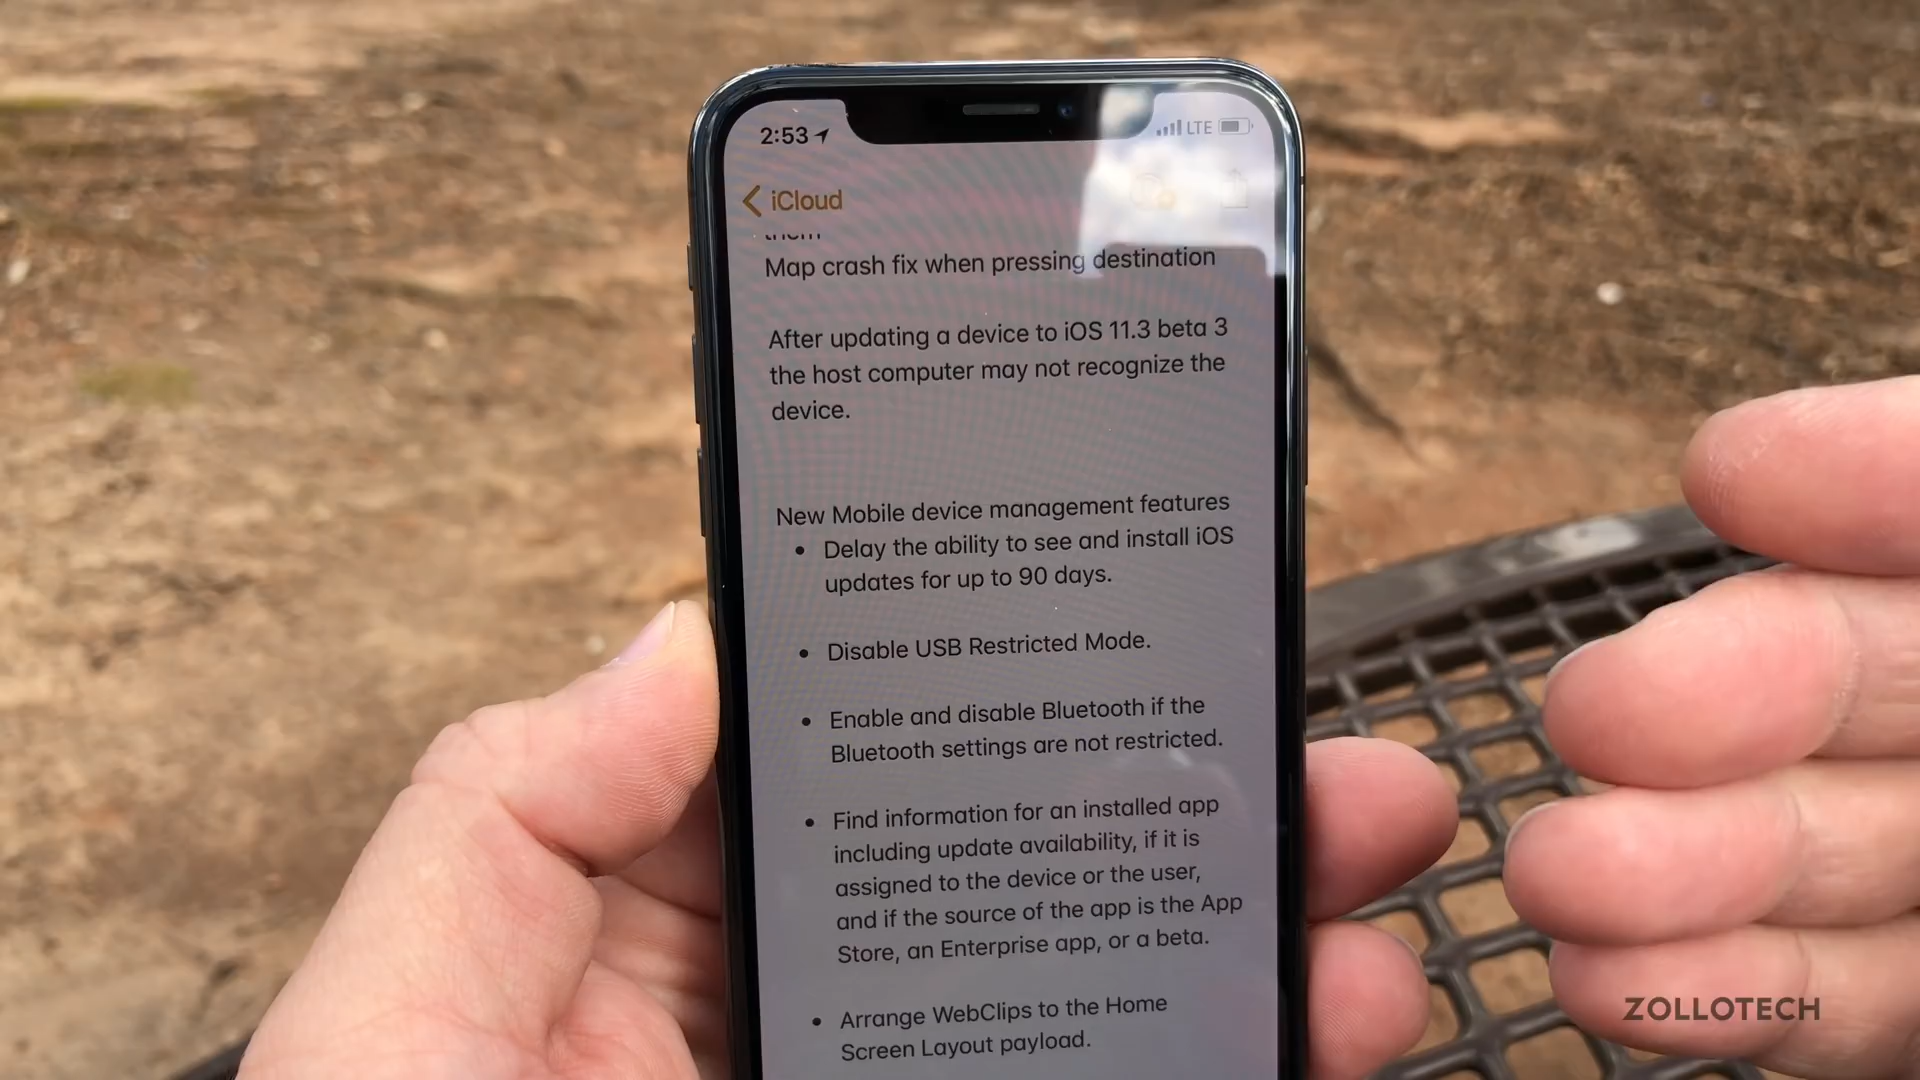 2:53
LTE
iCloud
them
Map crash fix when pressing destination
After updating a device to iOS 11.3 beta 3
the host computer may not recognize the
device.
New Mobile device management features
• Delay the ability to see and install iOS
updates for up to 90 days.
• Disable USB Restricted Mode.
• Enable and disable Bluetooth if the
Bluetooth settings are not restricted.
• Find information for an installed app
including update availability, if it is
assigned to the device or the user,
and if the source of the app is the App
Store, an Enterprise app, or a beta.
• Arrange WebClips to the Home
Screen Layout payload.
ZOLLOTECH